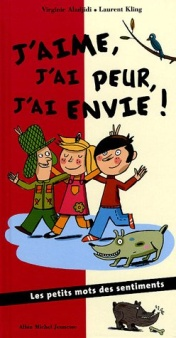 Virginie Aladjidi • Laurent Kling
J'AIME,
J'AI PEUR,
J'AI ENVIE !
Les petits mots des sentiments
Albin Michel Jeunesse